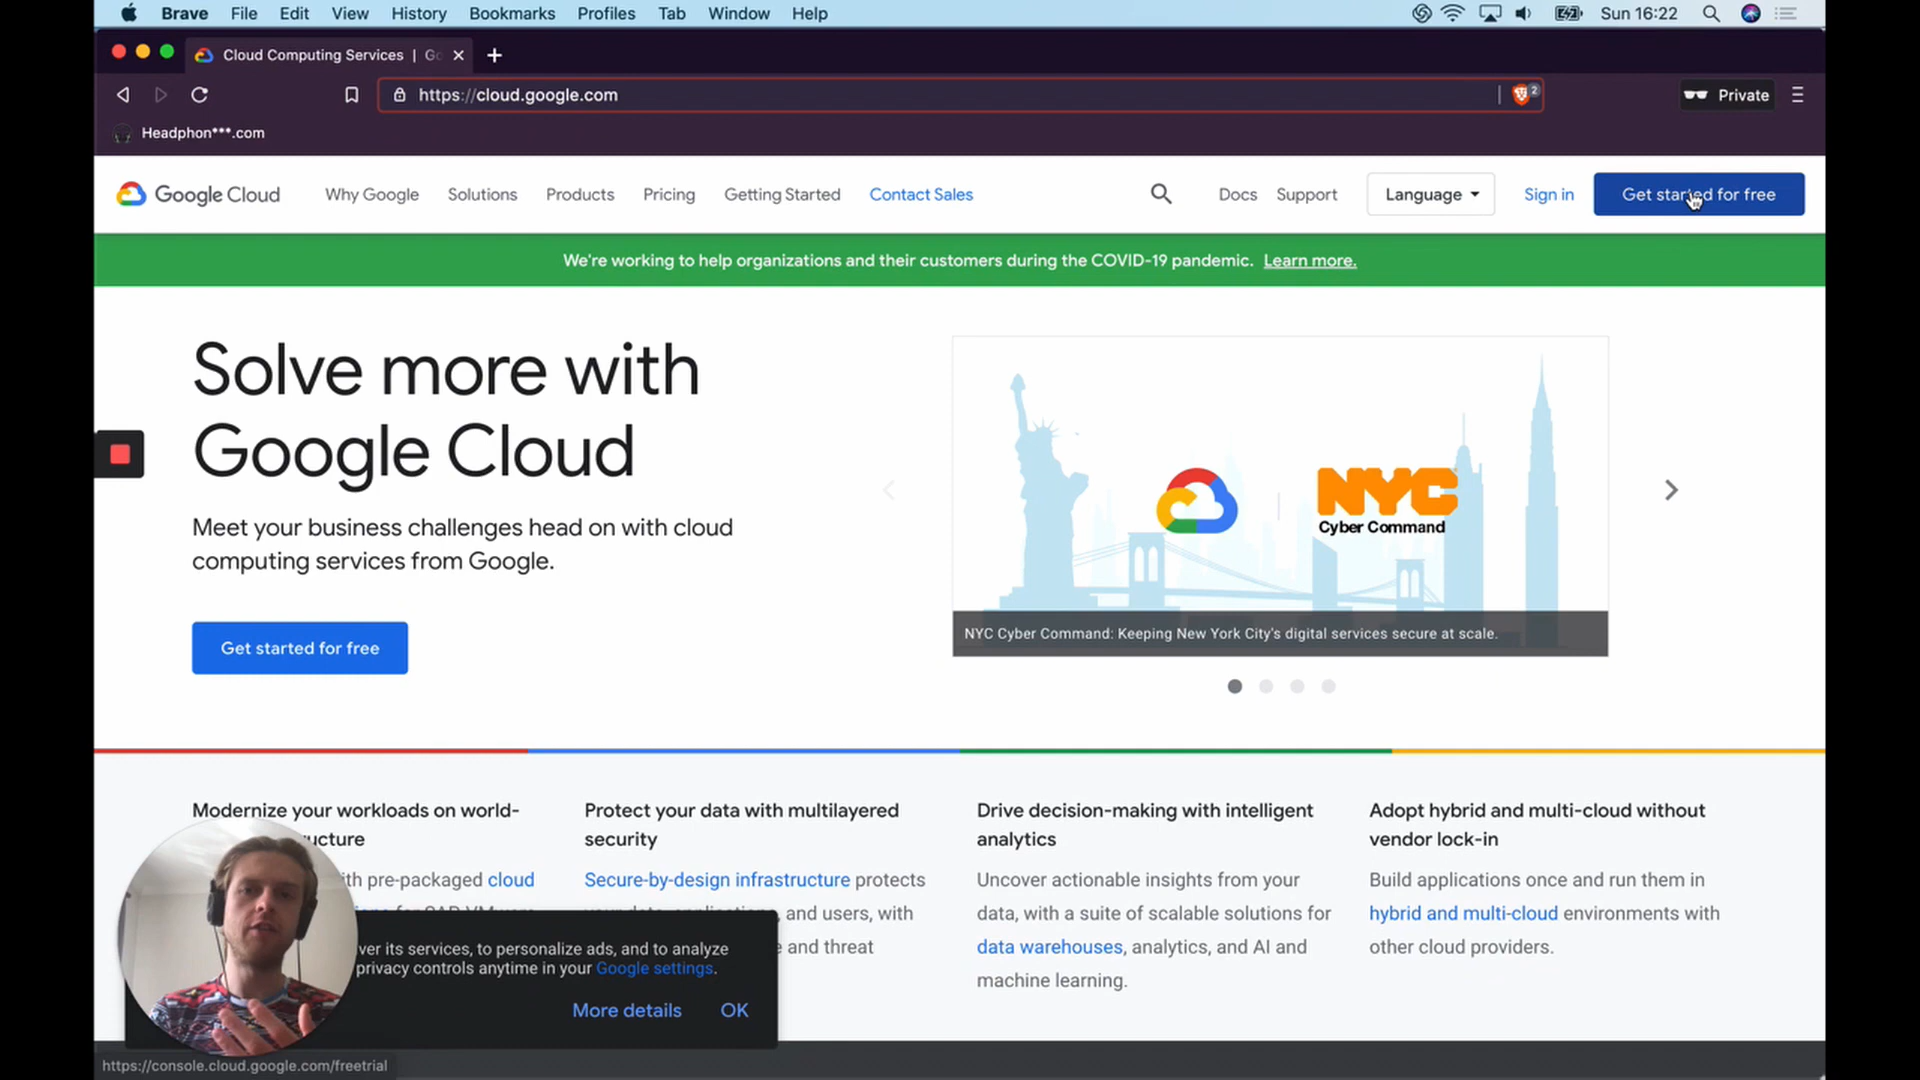 Brave File Edit View History Bookmarks Profiles Tab Window Help Sun 16:22
Cloud Computing Services | Go
https://cloud.google.com 2 Private
Headphon***.com
Google Cloud Why Google Solutions Products Pricing Getting Started Contact Sales Docs Support Language Sign in Get started for free
We're working to help organizations and their customers during the COVID-19 pandemic. Learn more.
Solve more with
Google Cloud
Meet your business challenges head on with cloud
computing services from Google.
Get started for free
NYC
Cyber Command
NYC Cyber Command: Keeping New York City's digital services secure at scale.
Modernize your workloads on world-
ucture
th pre-packaged cloud
Protect your data with multilayered
security
Secure-by-design infrastructure protects
and users, with
e and threat
Drive decision-making with intelligent
analytics
Uncover actionable insights from your
data, with a suite of scalable solutions for
data warehouses, analytics, and AI and
machine learning.
Adopt hybrid and multi-cloud without
vendor lock-in
Build applications once and run them in
hybrid and multi-cloud environments with
other cloud providers.
ver its services, to personalize ads, and to analyze
privacy controls anytime in your Google settings.
More details OK
https://console.cloud.google.com/freetrial